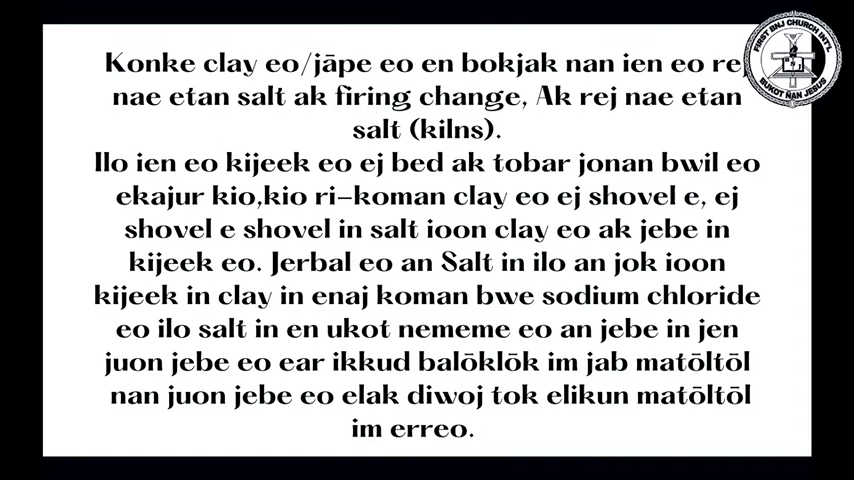 Konke clay eo/jāpe eo en bokjak nan ien eo rej
nae etan salt ak firing change, Ak rej nae etan
salt (kilns).
Ilo ien eo kijeek eo ej bed ak tobar jonan bwil eo
ekajur kio,kio ri-koman clay eo ej shovel e, ej
shovel e shovel in salt ioon clay eo ak jebe in
kijeek eo. Jerbal eo an Salt in ilo an jok ioon
kijeek in clay in enaj koman bwe sodium chloride
eo ilo salt in en ukot nememe eo an jebe in jen
juon jebe eo ear ikkud balōklōk im jab matōltōl
nan juon jebe eo elak diwoj tok elikun matōltōl
im erreo.
FIRST BNJ CHURCH INT'L
BUKOT ÑAN JESUS